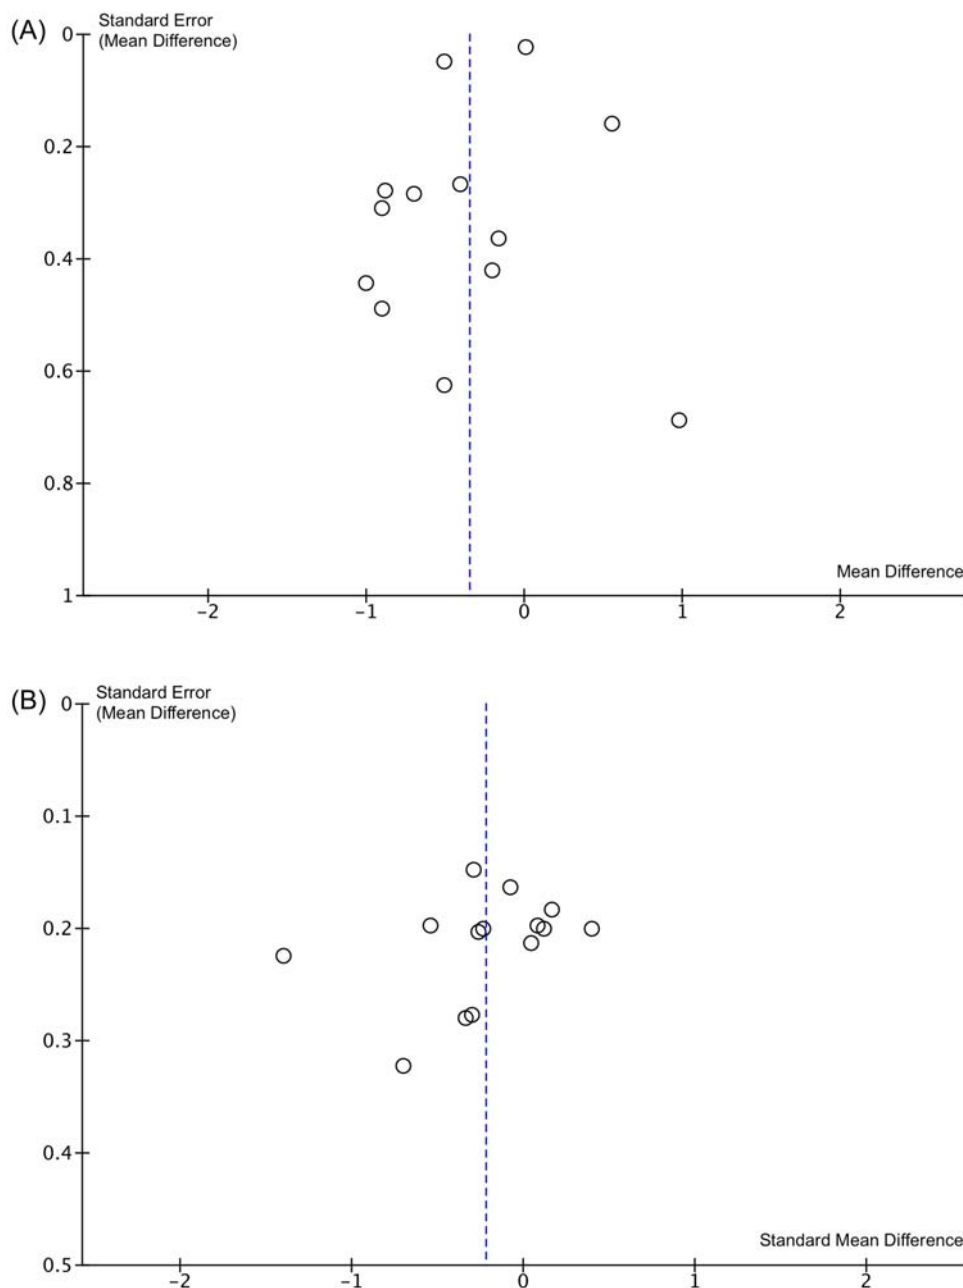 (A)
Standard Error
(Mean Difference)
0
0.2
0.4
0.6
0.8
1
Mean Difference
−2
−1
0
1
2
(B)
Standard Error
(Mean Difference)
0
0.1
0.2
0.3
0.4
0.5
Standard Mean Difference
−2
−1
0
1
2